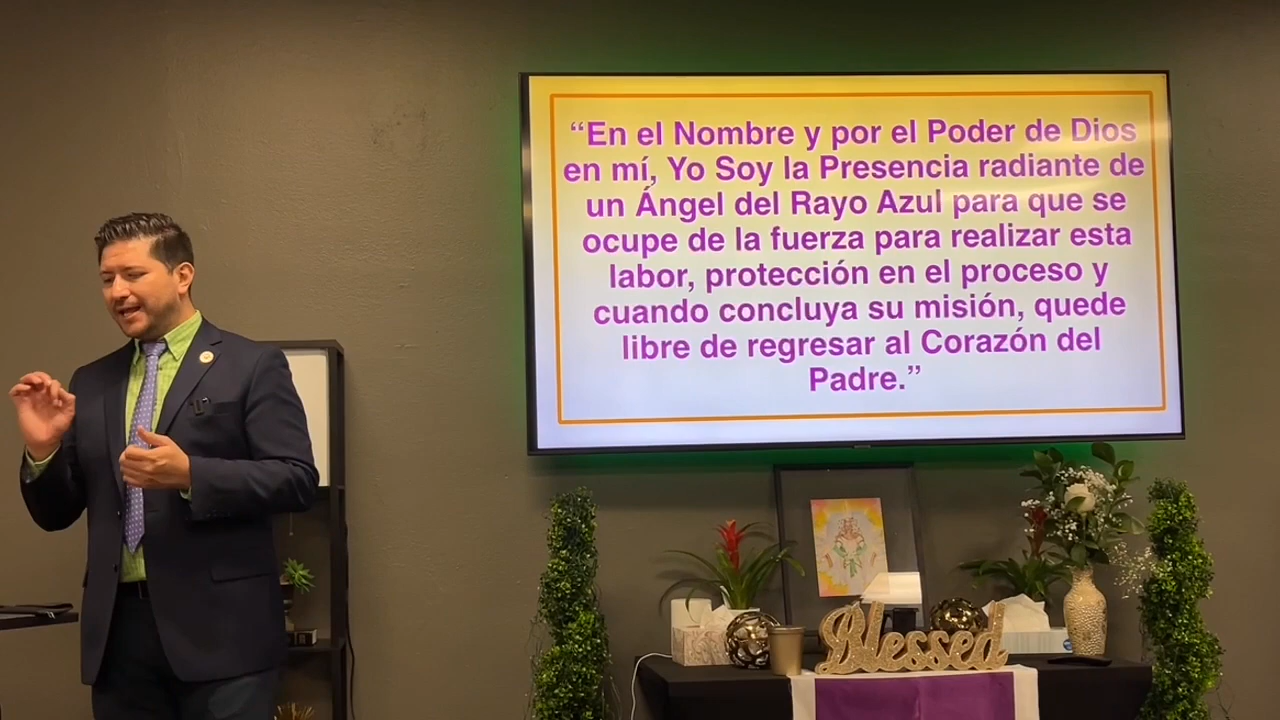 “En el Nombre y por el Poder de Dios
en mí, Yo Soy la Presencia radiante de
un Ángel del Rayo Azul para que se
ocupe de la fuerza para realizar esta
labor, protección en el proceso y
cuando concluya su misión, quede
libre de regresar al Corazón del
Padre.”
Blessed